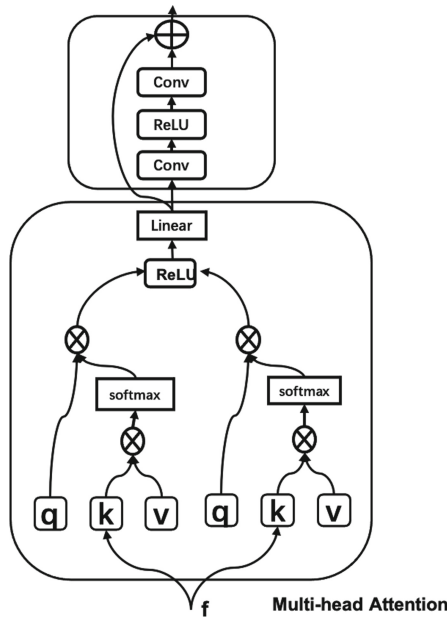 Conv
ReLU
Conv
Linear
ReLU
softmax
softmax
q k v q k v
f
Multi-head Attention